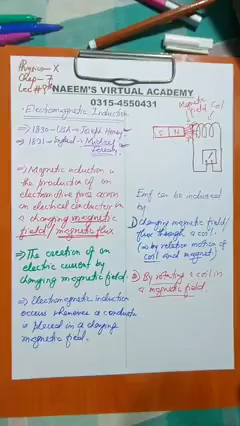 Physics - X
Chap - 7
Lec # 1
NAEEM'S VIRTUAL ACADEMY
0315-4550431
Electromagnetic Induction
⇒ 1830 - USA → Joseph Henry
⇒ 1831 - England → Michael
Faraday
⇒ Magnetic induction is
the production of an
electromotive force across
an electrical conductor in
a changing magnetic
field / magnetic flux
⇒ The creation of an
electric current by
changing magnetic field.
⇒ Electromagnetic induction
occurs whenever a conductor
is placed in a changing
magnetic field.
Magnetic
field
Coil
S N
Emf can be induced
by
1) Changing magnetic field/
flux through a coil.
by relative motion of
coil and magnet)
2) By rotating a coil in
a magnetic field.